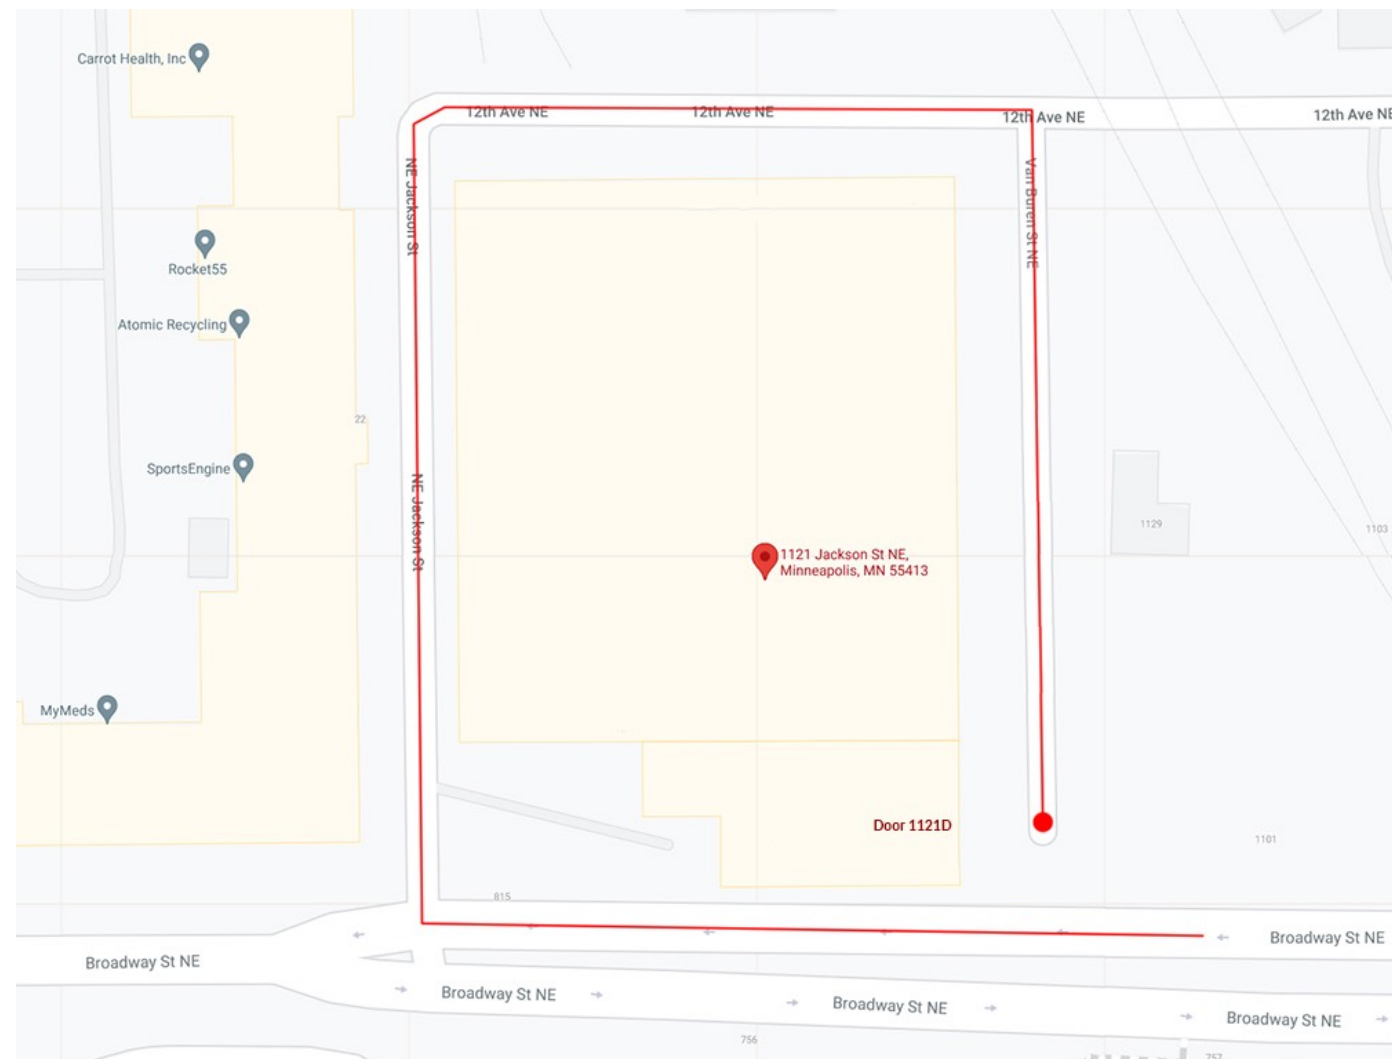 Carrot Health, Inc
12th Ave NE
12th Ave NE
12th Ave NE
12th Ave NE
NE Jackson St
Van Buren St NE
Rocket55
Atomic Recycling
22
SportsEngine
NE Jackson St
1129
1103
1121 Jackson St NE,
Minneapolis, MN 55413
MyMeds
Door 1121D
1101
815
Broadway St NE
Broadway St NE
Broadway St NE
Broadway St NE
Broadway St NE
756
757